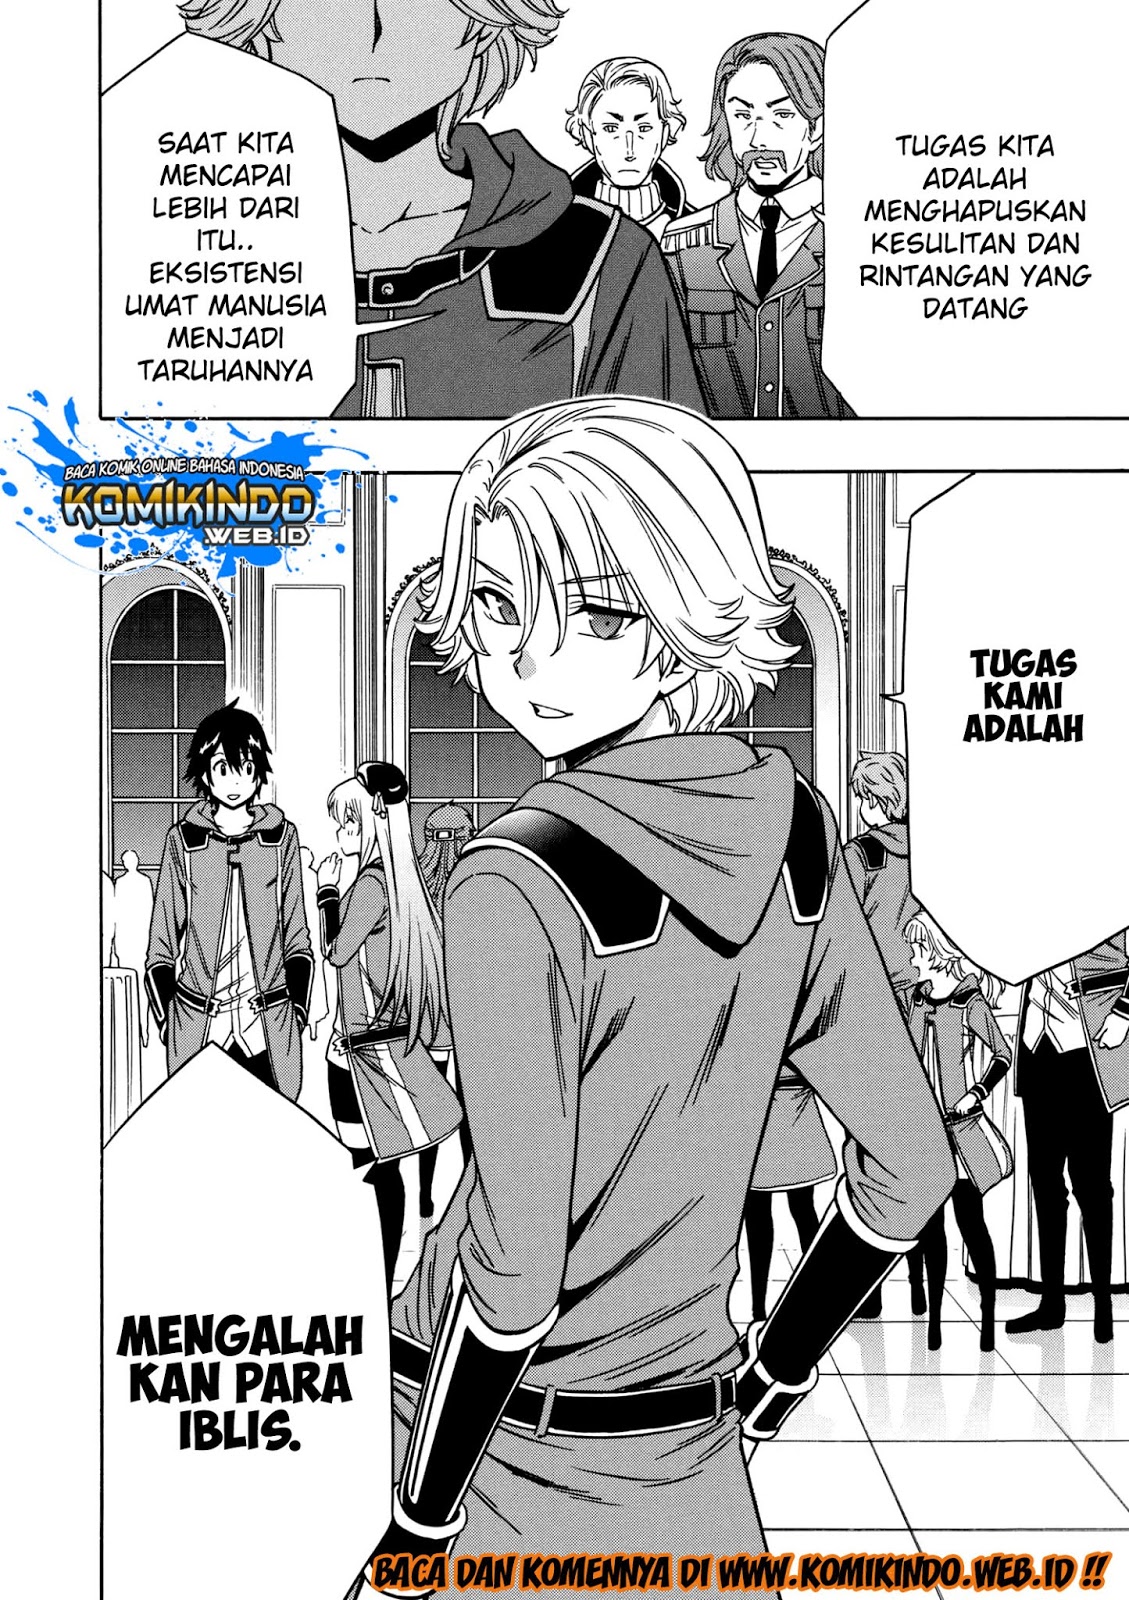 TUGAS KITA
ADALAH
MENGHAPUSKAN
KESULITAN DAN
RINTANGAN YANG
DATANG
SAAT KITA
MENCAPAI
LEBIH DARI
ITU..
EKSISTENSI
UMAT MANUSIA
MENJADI
TARUHANNYA
BACA KOMIK ONLINE BAHASA INDONESIA
KOMIKINDO
.WEB.ID
TUGAS
KAMI
ADALAH
MENGALAH
KAN PARA
IBLIS.
BACA DAN KOMENNYA DI WWW.KOMIKINDO.WEB.ID !!